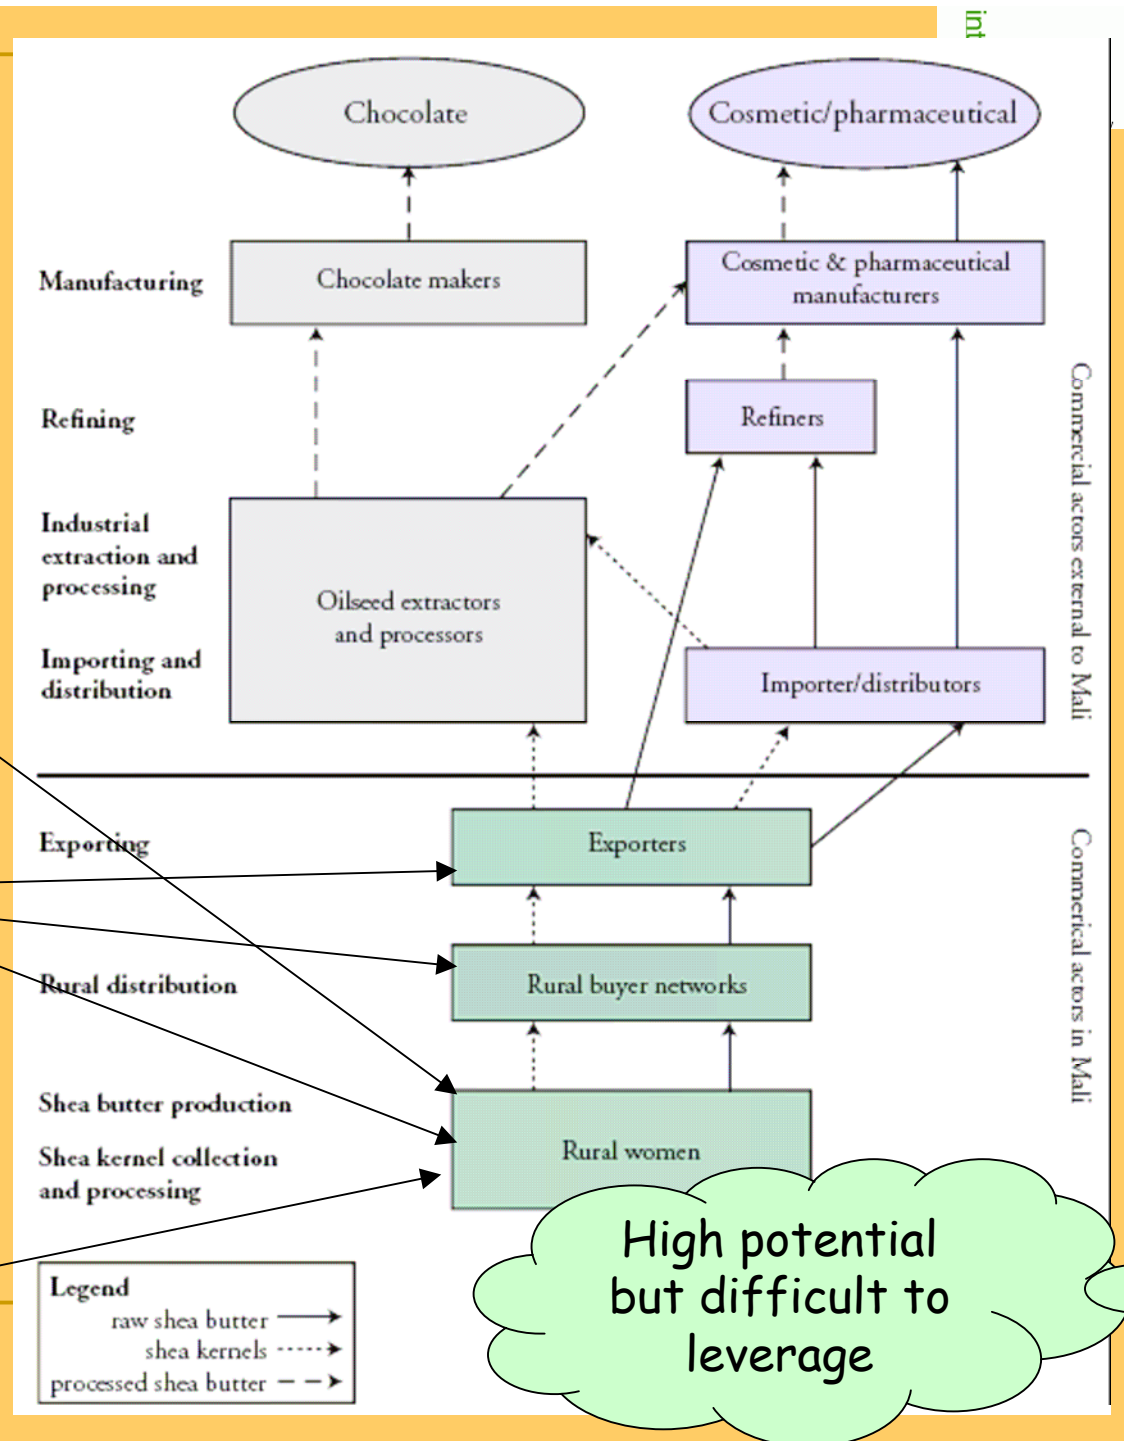 int
Chocolate
Cosmetic/pharmaceutical
Manufacturing
Chocolate makers
Cosmetic & pharmaceutical
manufacturers
Refining
Refiners
Industrial
extraction and
processing
Oilseed extractors
and processors
Importing and
distribution
Importer/distributors
Commercial actors external to Mali
Exporting
Exporters
Rural distribution
Rural buyer networks
Shea butter production
Shea kernel collection
and processing
Rural women
Commerical actors in Mali
High potential
but difficult to
leverage
Legend
raw shea butter
shea kernels
processed shea butter